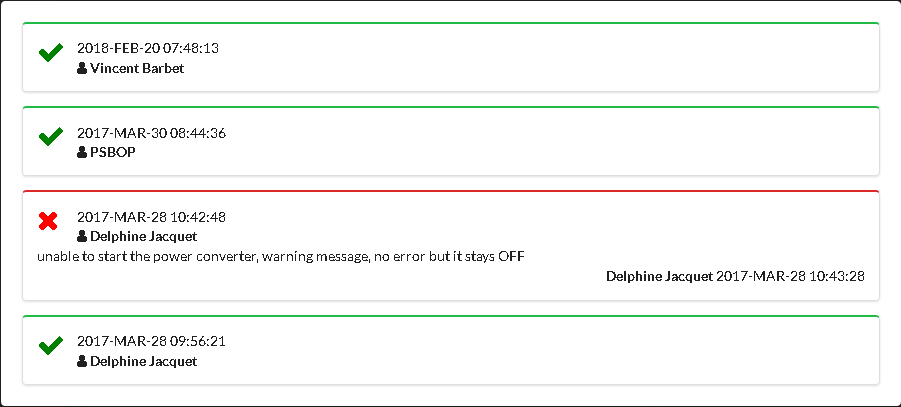 2018-FEB-20 07:48:13
Vincent Barbet
2017-MAR-30 08:44:36
PSBOP
2017-MAR-28 10:42:48
Delphine Jacquet
unable to start the power converter, warning message, no error but it stays OFF
Delphine Jacquet 2017-MAR-28 10:43:28
2017-MAR-28 09:56:21
Delphine Jacquet